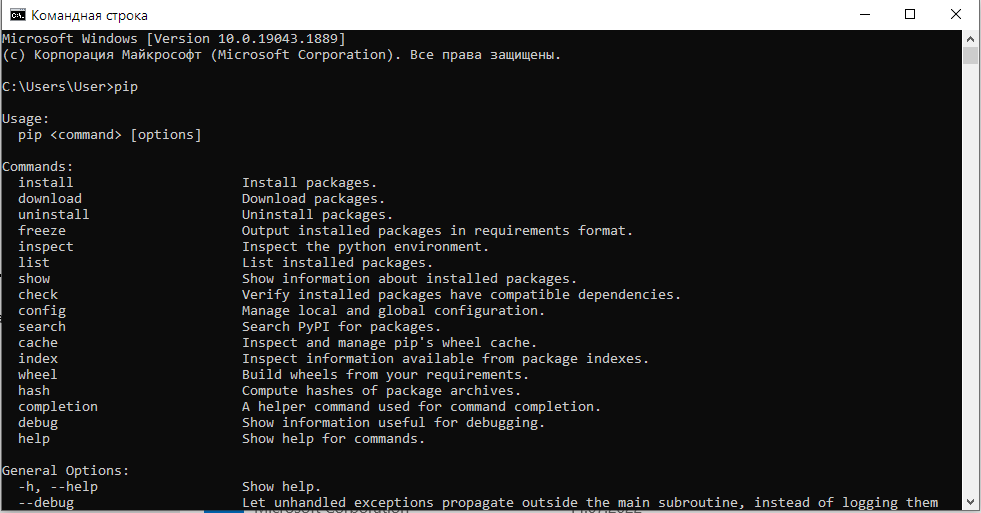 Командная строка
Microsoft Windows [Version 10.0.19043.1889]
(c) Корпорация Майкрософт (Microsoft Corporation). Все права защищены.
C:\Users\User>pip
Usage:
pip <command> [options]
Commands:
install Install packages.
download Download packages.
uninstall Uninstall packages.
freeze Output installed packages in requirements format.
inspect Inspect the python environment.
list List installed packages.
show Show information about installed packages.
check Verify installed packages have compatible dependencies.
config Manage local and global configuration.
search Search PyPI for packages.
cache Inspect and manage pip's wheel cache.
index Inspect information available from package indexes.
wheel Build wheels from your requirements.
hash Compute hashes of package archives.
completion A helper command used for command completion.
debug Show information useful for debugging.
help Show help for commands.
General Options:
-h, --help Show help.
--debug Let unhandled exceptions propagate outside the main subroutine, instead of logging them